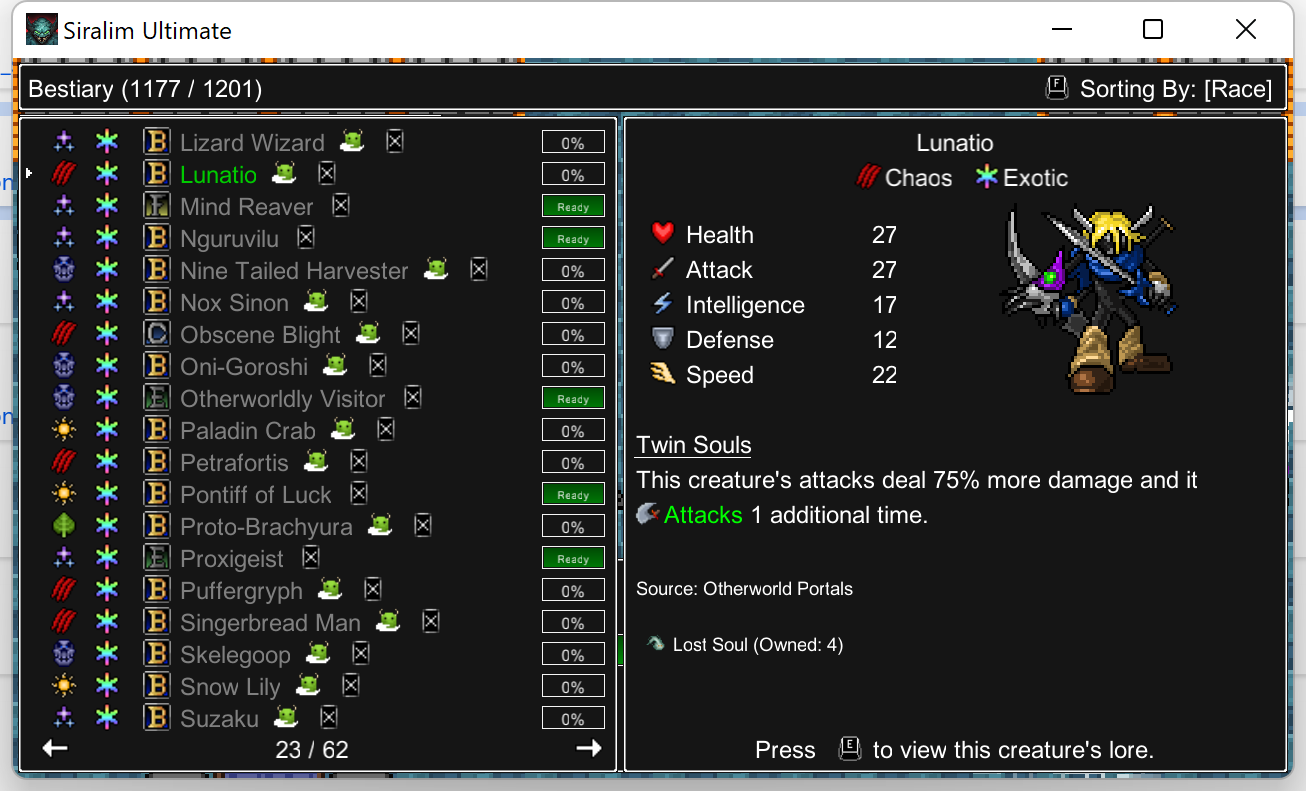 Siralim Ultimate
Bestiary (1177 / 1201)
F Sorting By: [Race]
B Lizard Wizard 0%
B Lunatio 0%
F Mind Reaver Ready
B Nguruvilu Ready
B Nine Tailed Harvester 0%
B Nox Sinon 0%
C Obscene Blight 0%
B Oni-Goroshi 0%
E Otherworldly Visitor Ready
B Paladin Crab 0%
B Petrafortis 0%
B Pontiff of Luck Ready
B Proto-Brachyura 0%
E Proxigeist Ready
B Puffergryph 0%
B Singerbread Man 0%
B Skelegoop 0%
B Snow Lily 0%
B Suzaku 0%
23 / 62
Lunatio
Chaos Exotic
Health 27
Attack 27
Intelligence 17
Defense 12
Speed 22
Twin Souls
This creature's attacks deal 75% more damage and it
Attacks 1 additional time.
Source: Otherworld Portals
Lost Soul (Owned: 4)
Press E to view this creature's lore.